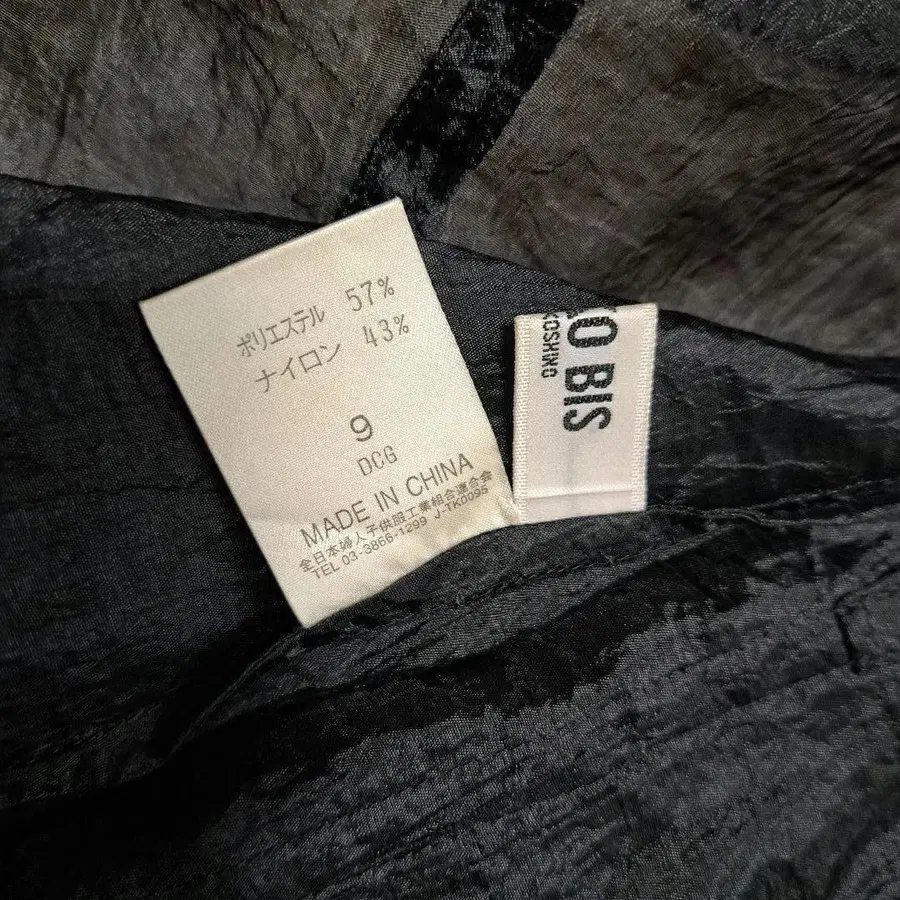 ポリエステル 57%
ナイロン 43%
9
DCG
MADE IN CHINA
全日本婦人子供服工業組合連合会
TEL 03-3866-1299 J-TK0095
KO BIS
KOSHINO